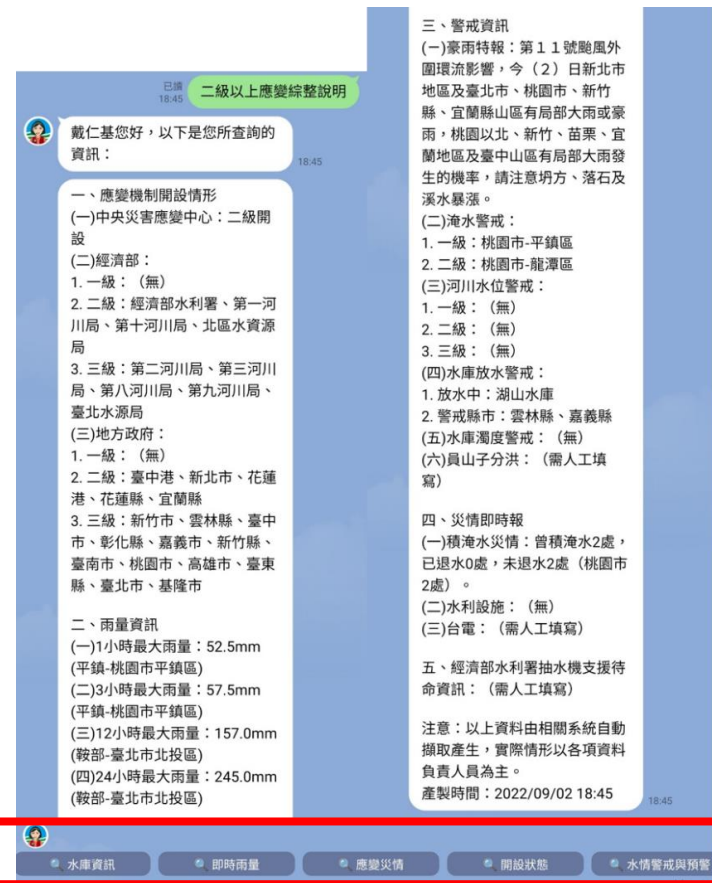 已讀
18:45
二級以上應變綜整說明
戴仁基您好，以下是您所查詢的
資訊：
18:45
一、應變機制開設情形
(一)中央災害應變中心：二級開
設
(二)經濟部：
1. 一級：（無）
2. 二級：經濟部水利署、第一河
川局、第十河川局、北區水資源
局
3. 三級：第二河川局、第三河川
局、第八河川局、第九河川局、
臺北水源局
(三)地方政府：
1. 一級：（無）
2. 二級：臺中港、新北市、花蓮
港、花蓮縣、宜蘭縣
3. 三級：新竹市、雲林縣、臺中
市、彰化縣、嘉義市、新竹縣、
臺南市、桃園市、高雄市、臺東
縣、臺北市、基隆市
二、雨量資訊
(一)1小時最大雨量：52.5mm
(平鎮-桃園市平鎮區)
(二)3小時最大雨量：57.5mm
(平鎮-桃園市平鎮區)
(三)12小時最大雨量：157.0mm
(鞍部-臺北市北投區)
(四)24小時最大雨量：245.0mm
(鞍部-臺北市北投區)
三、警戒資訊
(一)豪雨特報：第１１號颱風外
圍環流影響，今（2）日新北市
地區及臺北市、桃園市、新竹
縣、宜蘭縣山區有局部大雨或豪
雨，桃園以北、新竹、苗栗、宜
蘭地區及臺中山區有局部大雨發
生的機率，請注意坍方、落石及
溪水暴漲。
(二)淹水警戒：
1. 一級：桃園市-平鎮區
2. 二級：桃園市-龍潭區
(三)河川水位警戒：
1. 一級：（無）
2. 二級：（無）
3. 三級：（無）
(四)水庫放水警戒：
1. 放水中：湖山水庫
2. 警戒縣市：雲林縣、嘉義縣
(五)水庫濁度警戒：（無）
(六)員山子分洪：（需人工填
寫）
四、災情即時報
(一)積淹水災情：曾積淹水2處，
已退水0處，未退水2處（桃園市
2處）。
(二)水利設施：（無）
(三)台電：（需人工填寫）
五、經濟部水利署抽水機支援待
命資訊：（需人工填寫）
注意：以上資料由相關系統自動
擷取產生，實際情形以各項資料
負責人員為主。
產製時間：2022/09/02 18:45
18:45
水庫資訊
即時雨量
應變災情
開設狀態
水情警戒與預警